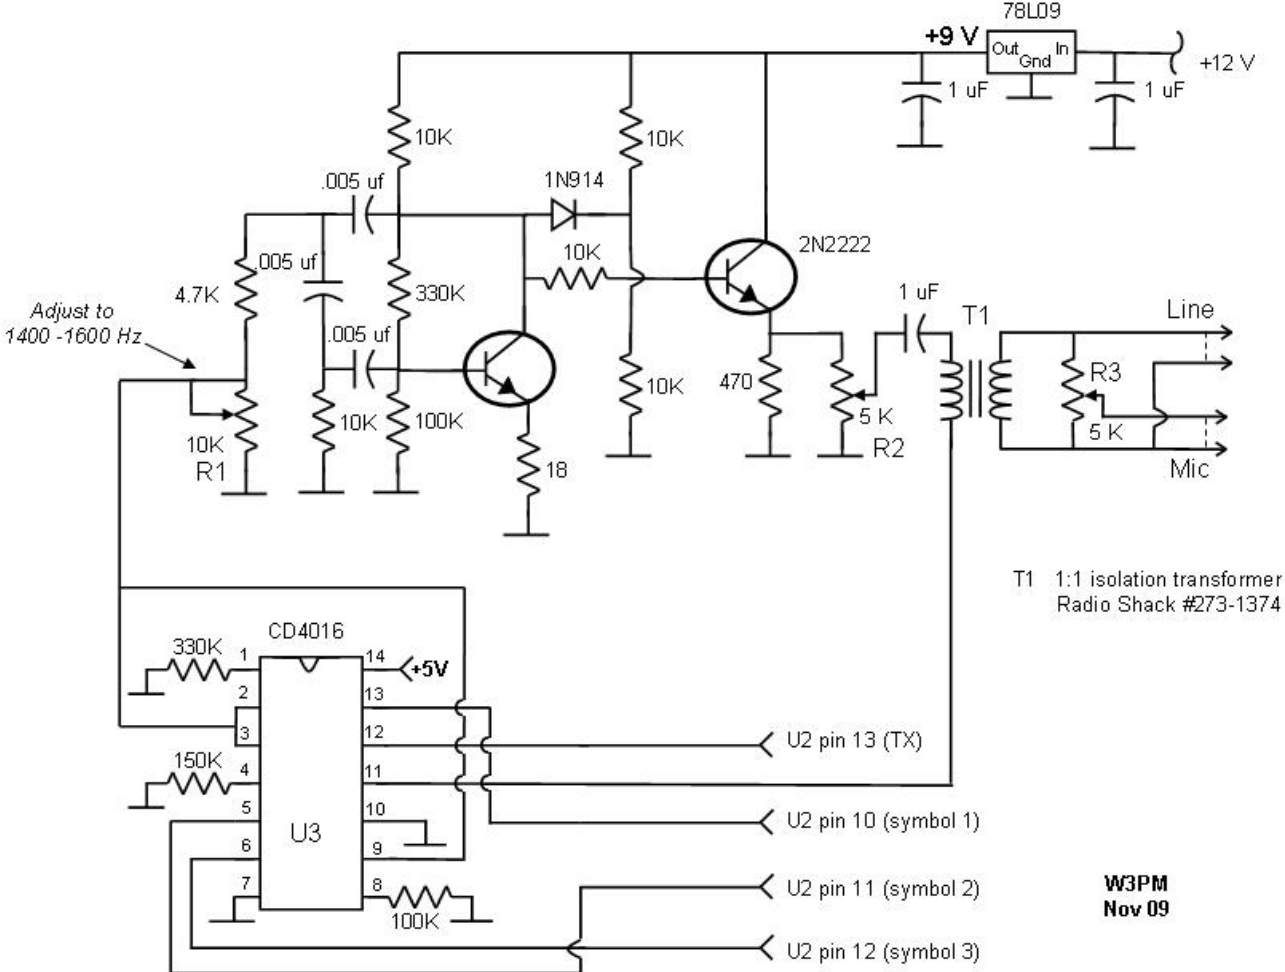 78L09
+9 V
Out In
Gnd
+12 V
1 uF
1 uF
10K
10K
.005 uf
1N914
2N2222
10K
.005 uf
4.7K
330K
1 uF
T1
Line
Adjust to
1400 -1600 Hz
.005 uf
470
10K
R3
5 K
5 K
R2
10K
R1
10K
100K
18
Mic
T1 1:1 isolation transformer
Radio Shack #273-1374
CD4016
330K
1
14
+5V
2
13
3
12
U2 pin 13 (TX)
150K
4
11
5
10
U2 pin 10 (symbol 1)
U3
6
9
7
8
100K
U2 pin 11 (symbol 2)
W3PM
Nov 09
U2 pin 12 (symbol 3)